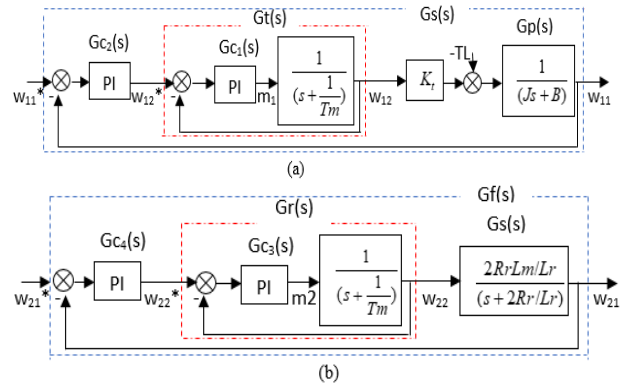 Gt(s) Gs(s)
Gc₂(s) Gc₁(s) Gp(s)
w₁₁* - PI w₁₂* - PI m₁ 1/(s+1/Tm) w₁₂ Kt -TL 1/(Js+B) w₁₁
(a)
Gf(s)
Gr(s) Gs(s)
Gc₄(s) Gc₃(s)
w₂₁* - PI w₂₂* - PI m2 1/(s+1/Tm) w₂₂ 2RrLm/Lr/(s+2Rr/Lr) w₂₁
(b)